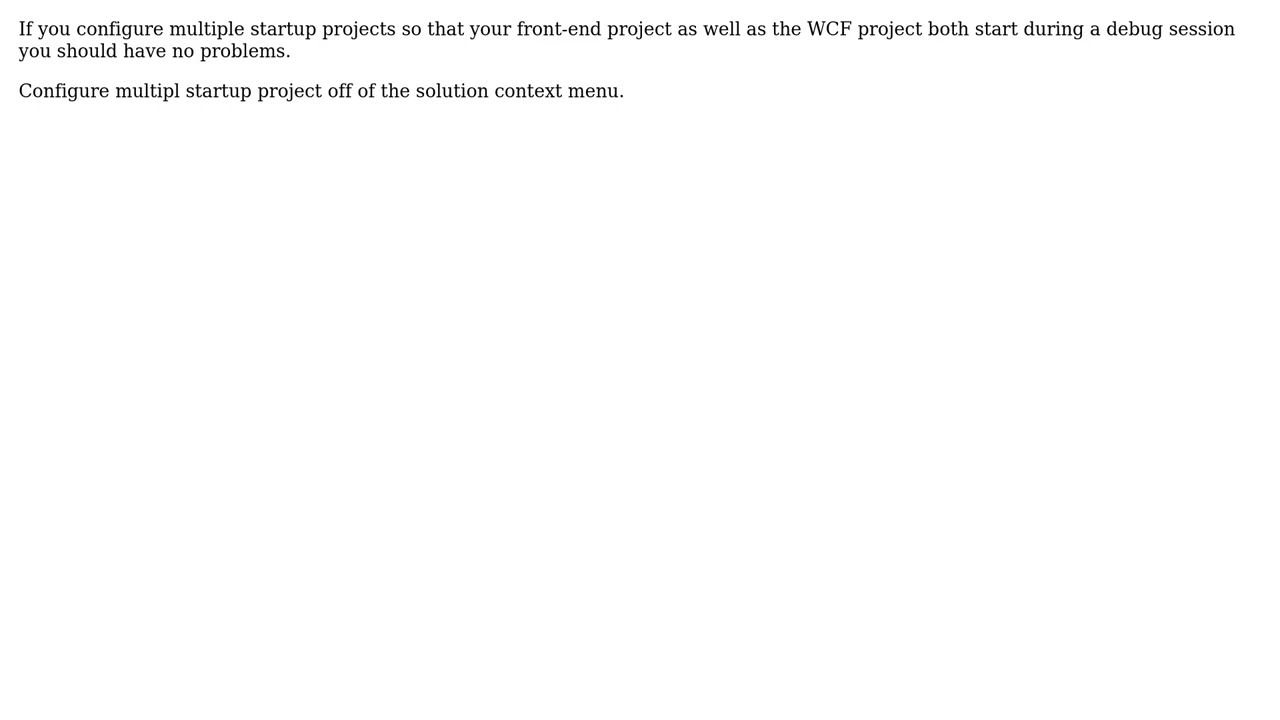 If you configure multiple startup projects so that your front-end project as well as the WCF project both start during a debug session
you should have no problems.
Configure multipl startup project off of the solution context menu.